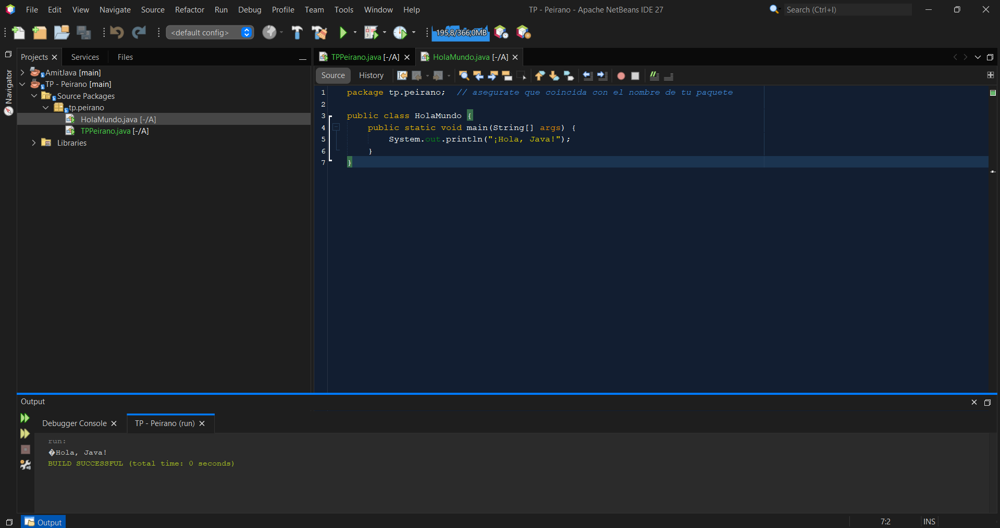 File Edit View Navigate Source Refactor Run Debug Profile Team Tools Window Help TP - Peirano - Apache NetBeans IDE 27 Search (Ctrl+I)
<default config> 195,8/366,0MB
Navigator
Projects Services Files
AmitJava [main]
TP - Peirano [main]
Source Packages
tp.peirano
HolaMundo.java [-/A]
TPPeirano.java [-/A]
Libraries
TPPeirano.java [-/A] HolaMundo.java [-/A]
Source History
1 package tp.peirano; // asegurate que coincida con el nombre de tu paquete
2
3 public class HolaMundo {
4 public static void main(String[] args) {
5 System.out.println("¡Hola, Java!");
6 }
7 }
Output
Debugger Console TP - Peirano (run)
run:
�Hola, Java!
BUILD SUCCESSFUL (total time: 0 seconds)
Output 7:2 INS